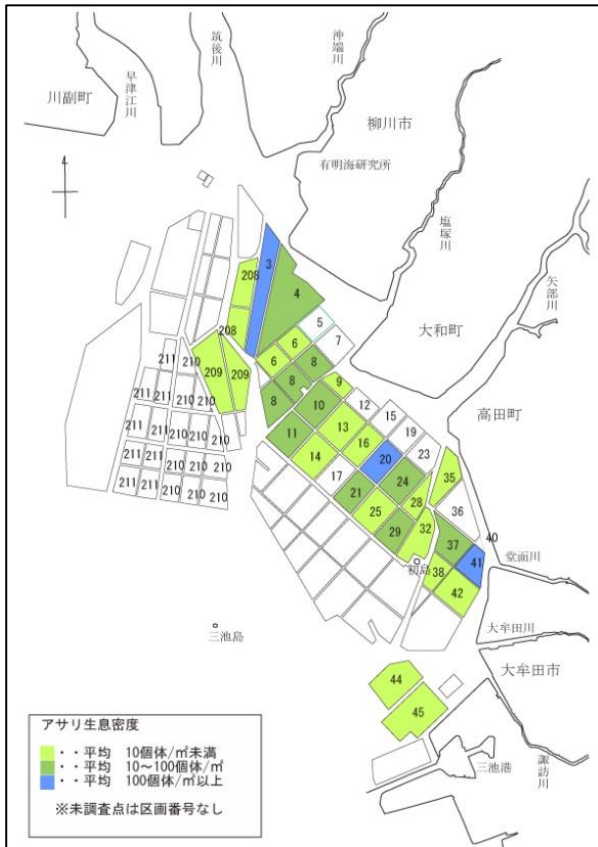 筑後川
沖端川
早津江川
川副町
柳川市
有明海研究所
塩塚川
矢部川
大和町
高田町
208
3
4
5
208
6
7
211
210
209
209
6
8
8
9
211
210
210
8
10
12
15
211
210
210
210
11
13
16
19
14
20
23
211
211
210
210
210
17
24
35
211
211
210
210
210
21
28
25
36
29
32
40
37
堂面川
初島
38
41
42
大牟田川
三池島
大牟田市
44
45
三池港
諏訪川
アサリ生息密度
・・平均 10個体/㎡未満
・・平均 10～100個体/㎡
・・平均 100個体/㎡以上
※未調査点は区画番号なし